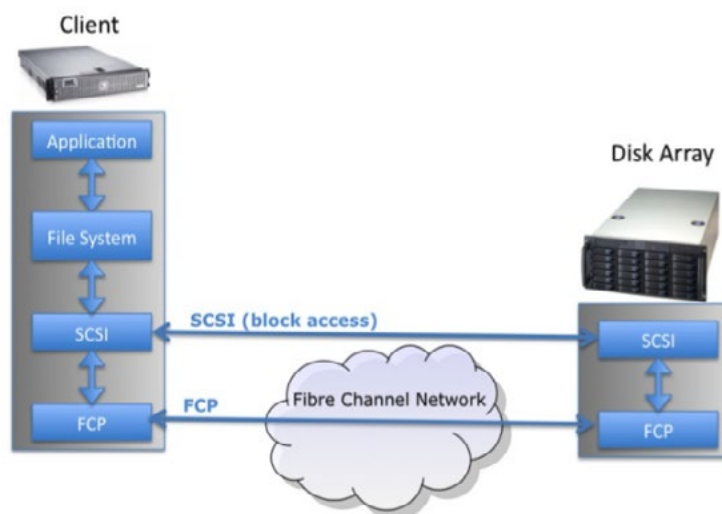 Client
Application
File System
SCSI
FCP
SCSI (block access)
FCP
Fibre Channel Network
Disk Array
SCSI
FCP